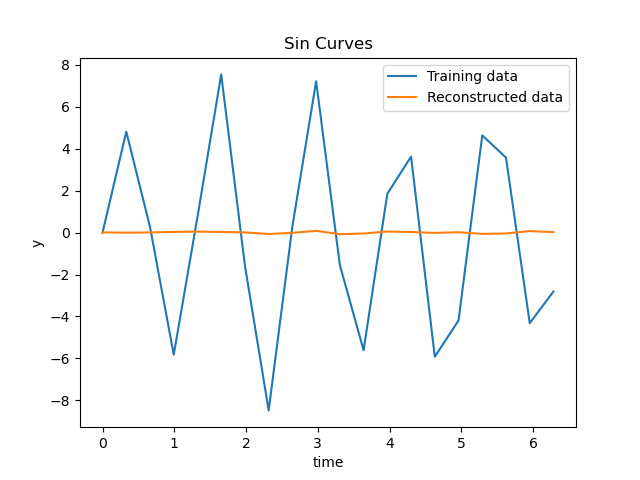 Sin Curves
Training data
Reconstructed data
8
6
4
2
0
−2
−4
−6
−8
y
0 1 2 3 4 5 6
time